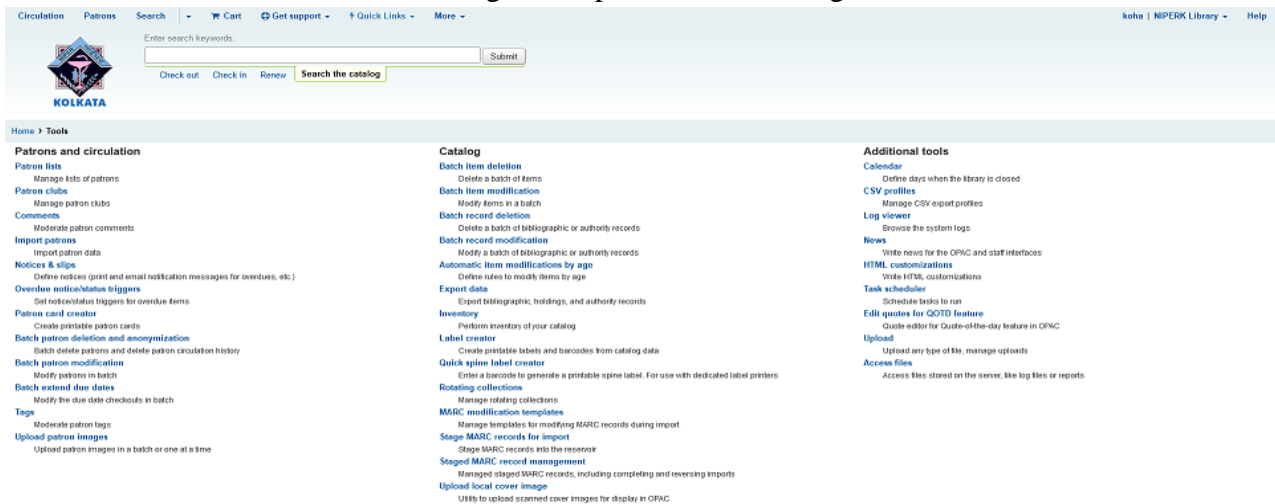 Circulation Patrons Search Cart Get support Quick Links More koha | NIPERK Library Help
Enter search keywords:
Submit
Check out Check in Renew Search the catalog
KOLKATA
Home > Tools
Patrons and circulation
Patron lists
Manage lists of patrons
Patron clubs
Manage patron clubs
Comments
Moderate patron comments
Import patrons
Import patron data
Notices & slips
Define notices (print and email notification messages for overdues, etc.)
Overdue notice/status triggers
Set notice/status triggers for overdue items
Patron card creator
Create printable patron cards
Batch patron deletion and anonymization
Batch delete patrons and delete patron circulation history
Batch patron modification
Modify patrons in batch
Batch extend due dates
Modify the due date checkouts in batch
Tags
Moderate patron tags
Upload patron images
Upload patron images in a batch or one at a time
Catalog
Batch item deletion
Delete a batch of items
Batch item modification
Modify items in a batch
Batch record deletion
Delete a batch of bibliographic or authority records
Batch record modification
Modify a batch of bibliographic or authority records
Automatic item modifications by age
Define rules to modify items by age
Export data
Export bibliographic, holdings, and authority records
Inventory
Perform inventory of your catalog
Label creator
Create printable labels and barcodes from catalog data
Quick spine label creator
Enter a barcode to generate a printable spine label. For use with dedicated label printers
Rotating collections
Manage rotating collections
MARC modification templates
Manage templates for modifying MARC records during import
Stage MARC records for import
Stage MARC records into the reservoir
Staged MARC record management
Managed staged MARC records, including completing and reversing imports
Upload local cover image
Utility to upload scanned cover images for display in OPAC
Additional tools
Calendar
Define days when the library is closed
CSV profiles
Manage CSV export profiles
Log viewer
Browse the system logs
News
Write news for the OPAC and staff interfaces
HTML customizations
Write HTML customizations
Task scheduler
Schedule tasks to run
Edit quotes for QOTD feature
Quote editor for Quote-of-the-day feature in OPAC
Upload
Upload any type of file, manage uploads
Access files
Access files stored on the server, like log files or reports